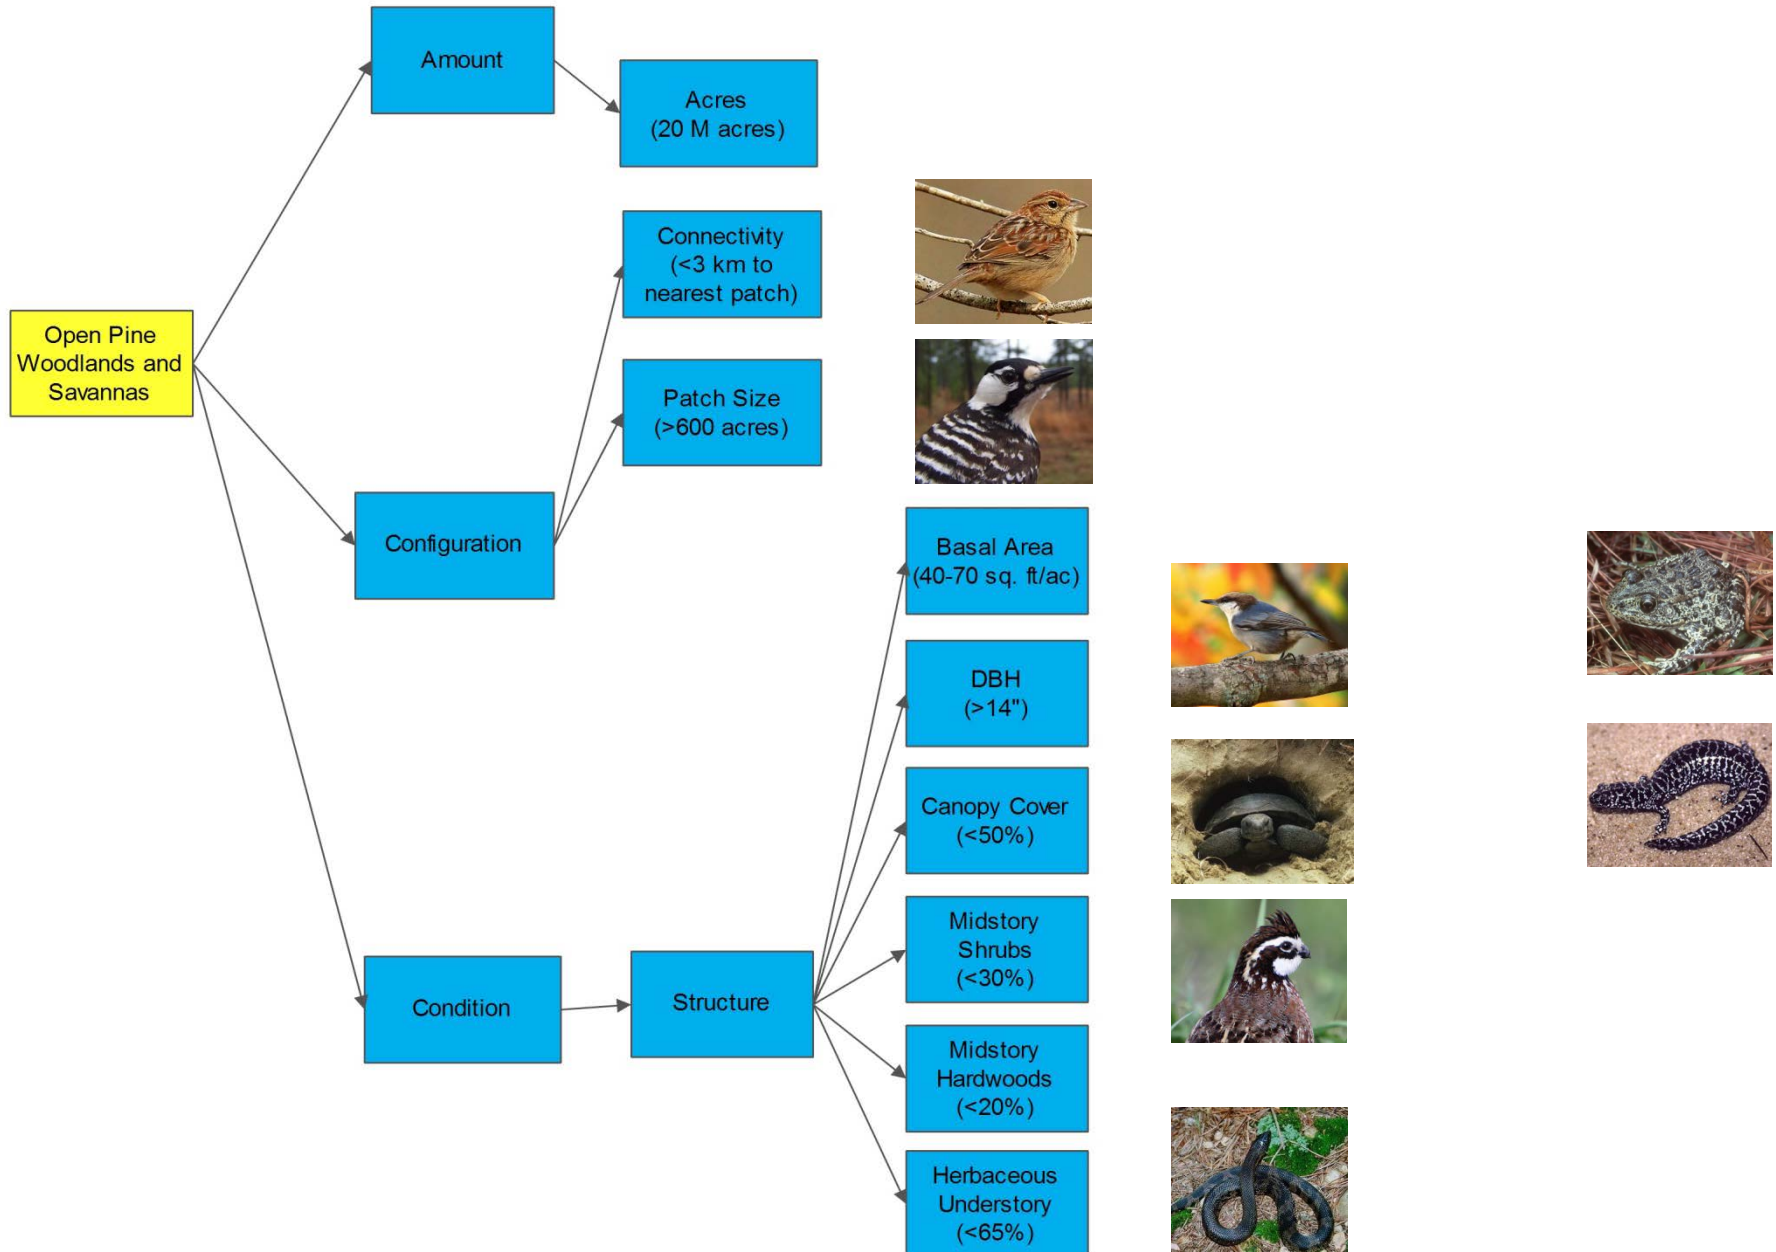 Amount
Acres
(20 M acres)
Connectivity
(<3 km to
nearest patch)
Open Pine
Woodlands and
Savannas
Patch Size
(>600 acres)
Configuration
Basal Area
(40-70 sq. ft/ac)
DBH
(>14")
Canopy Cover
(<50%)
Midstory
Shrubs
(<30%)
Condition
Structure
Midstory
Hardwoods
(<20%)
Herbaceous
Understory
(<65%)